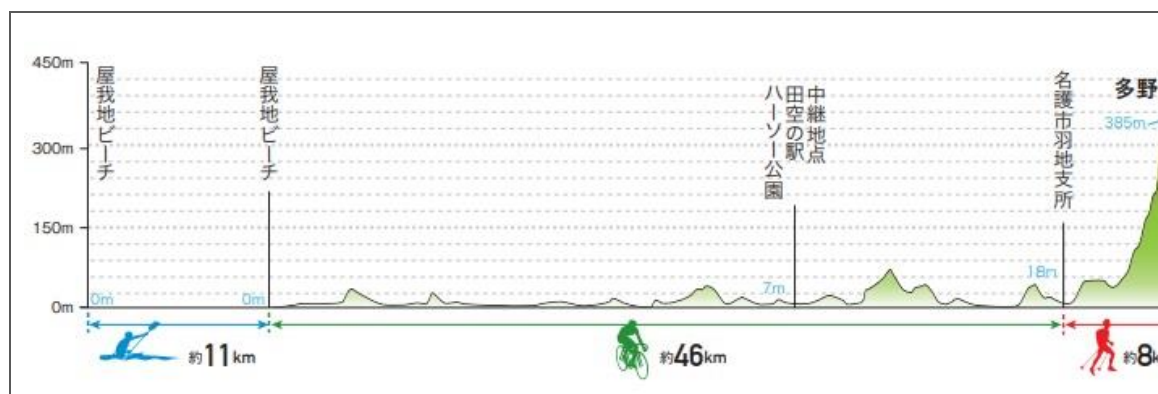 450m
300m
150m
0m
屋我地ビーチ
0m
屋我地ビーチ
0m
中継地点
田空の駅
ハーソー公園
7m
名護市羽地支所
18m
多野
385m
約11km
約46km
約8k